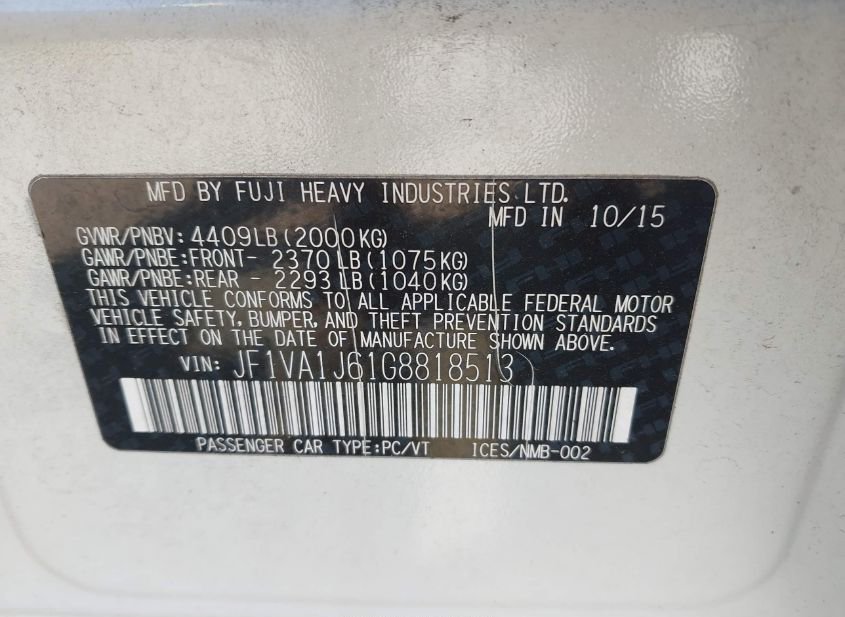 MFD BY FUJI HEAVY INDUSTRIES LTD.
MFD IN 10/15
GVWR/PNBV: 4409LB(2000KG)
GAWR/PNBE:FRONT- 2370LB(1075KG)
GAWR/PNBE:REAR - 2293LB(1040KG)
THIS VEHICLE CONFORMS TO ALL APPLICABLE FEDERAL MOTOR
VEHICLE SAFETY, BUMPER, AND THEFT PREVENTION STANDARDS
IN EFFECT ON THE DATE OF MANUFACTURE SHOWN ABOVE.
VIN: JF1VA1J61G8818513
PASSENGER CAR TYPE:PC/VT ICES/NMB-002